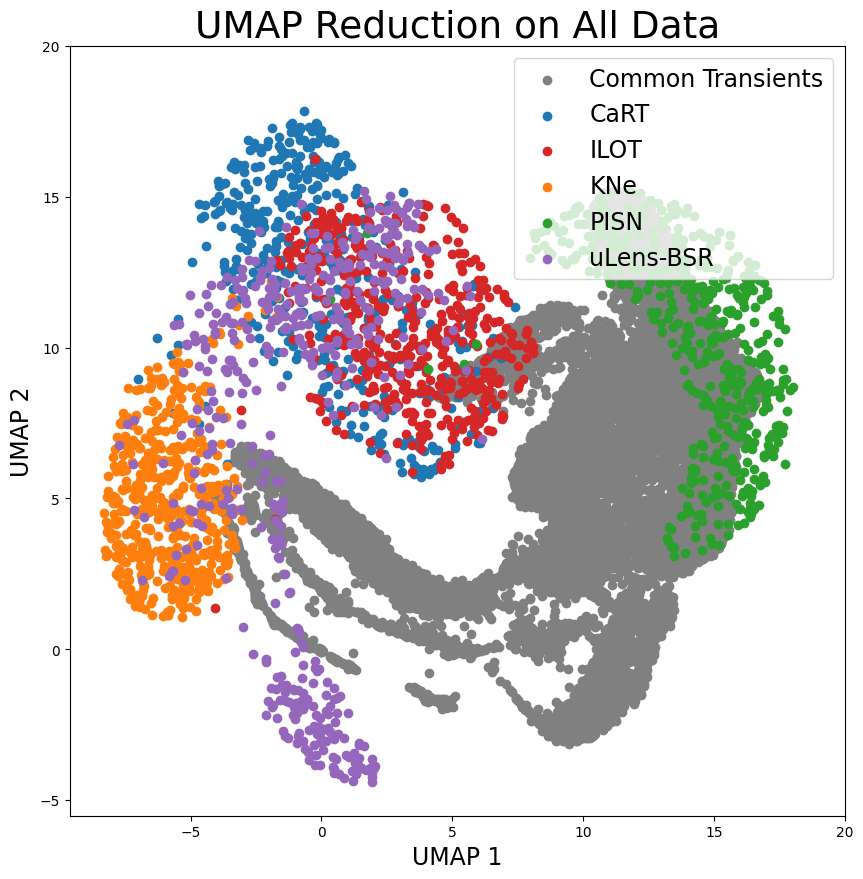 UMAP Reduction on All Data
Common Transients
CaRT
ILOT
KNe
PISN
uLens-BSR
20
15
10
5
0
−5
UMAP 2
−5
0
5
10
15
20
UMAP 1